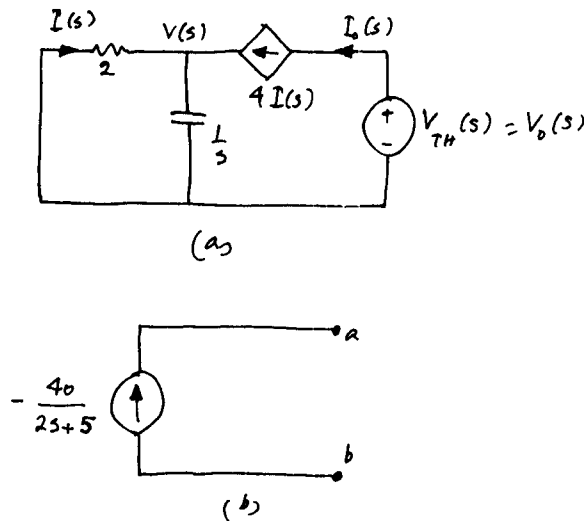 I(s)
V(s)
I₀(s)
2
4I(s)
1/s
+
-
V_TH(s) = V₀(s)
(a)
- 40/(2s+5)
a
b
(b)